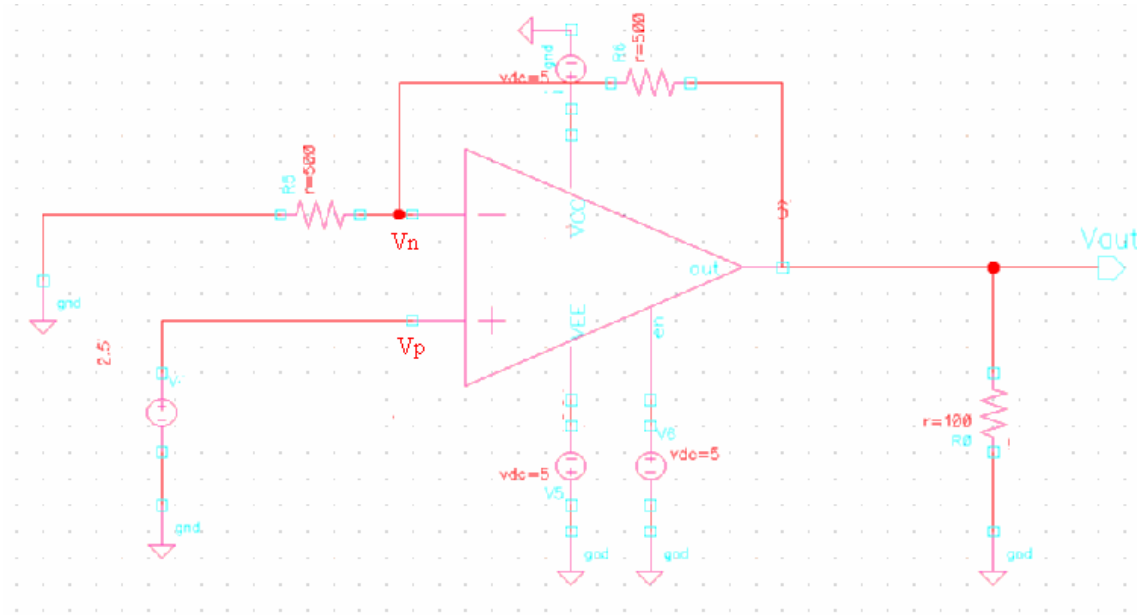 gnd
vdc=5
R6
r=500
R5
r=500
VCC
Vn
out
Vout
gnd
VEE
en
Vp
2.5
r=100
R0
V6
vdc=5
vdc=5
V5
gnd
gnd
gnd
gnd